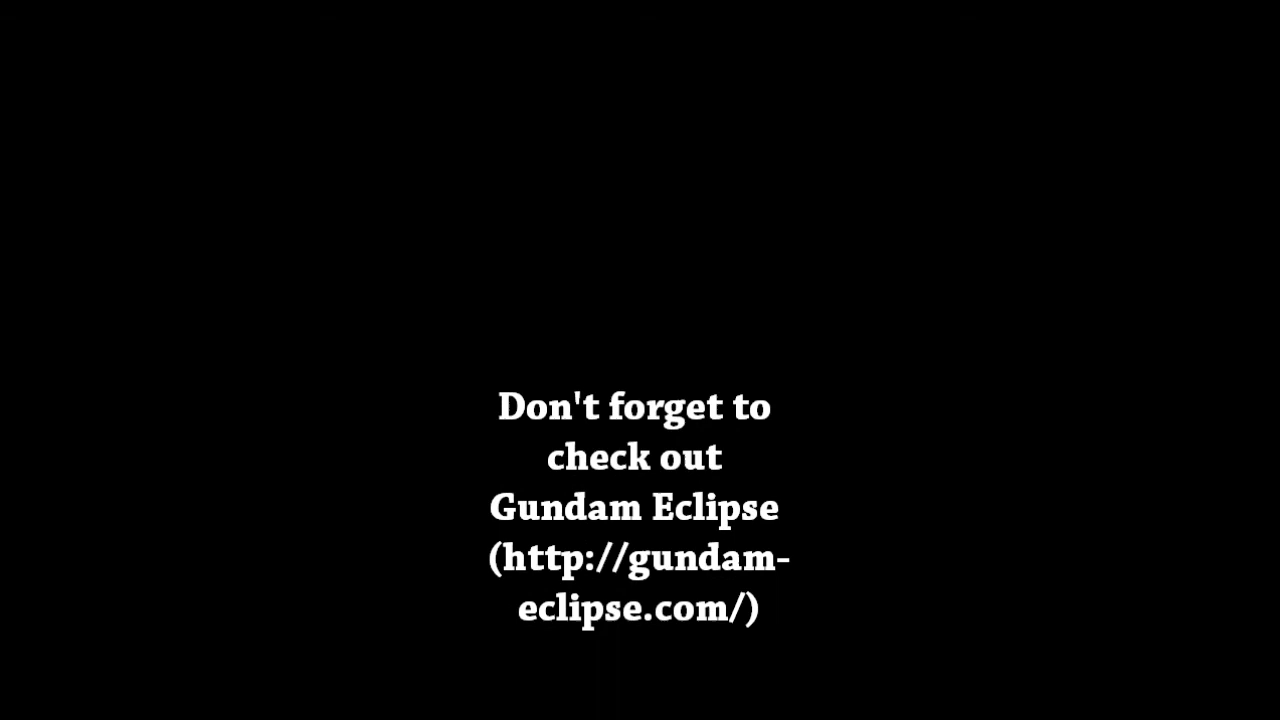 Don't forget to
check out
Gundam Eclipse
(http://gundam-
eclipse.com/)